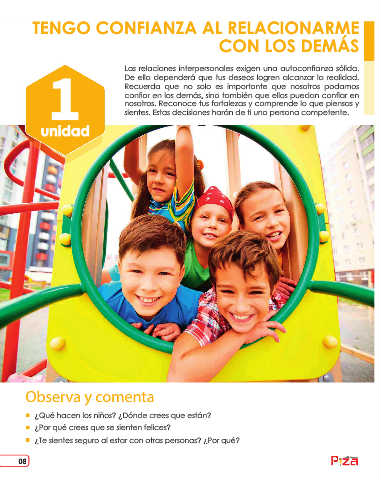 TENGO CONFIANZA AL RELACIONARME
CON LOS DEMÁS
1
unidad
Las relaciones interpersonales exigen una autoconfianza sólida.
De ello dependerá que tus deseos logren alcanzar la realidad.
Recuerda que no solo es importante que nosotros podamos
confiar en los demás, sino también que ellos puedan confiar en
nosotros. Reconoce tus fortalezas y comprende lo que piensas y
sientes. Estas decisiones harán de ti una persona competente.
Observa y comenta
¿Qué hacen los niños? ¿Dónde crees que están?
¿Por qué crees que se sienten felices?
¿Te sientes seguro al estar con otras personas? ¿Por qué?
08